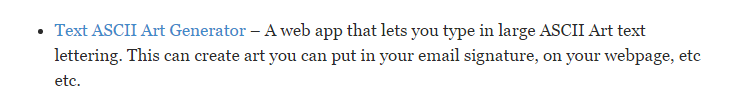 Text ASCII Art Generator – A web app that lets you type in large ASCII Art text
lettering. This can create art you can put in your email signature, on your webpage, etc
etc.